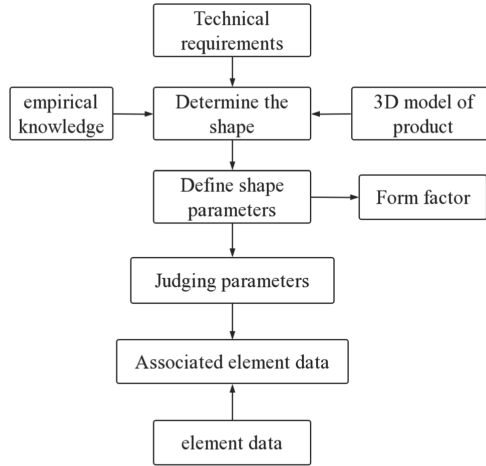 Technical
requirements
empirical
knowledge
Determine the
shape
3D model of
product
Define shape
parameters
Form factor
Judging parameters
Associated element data
element data